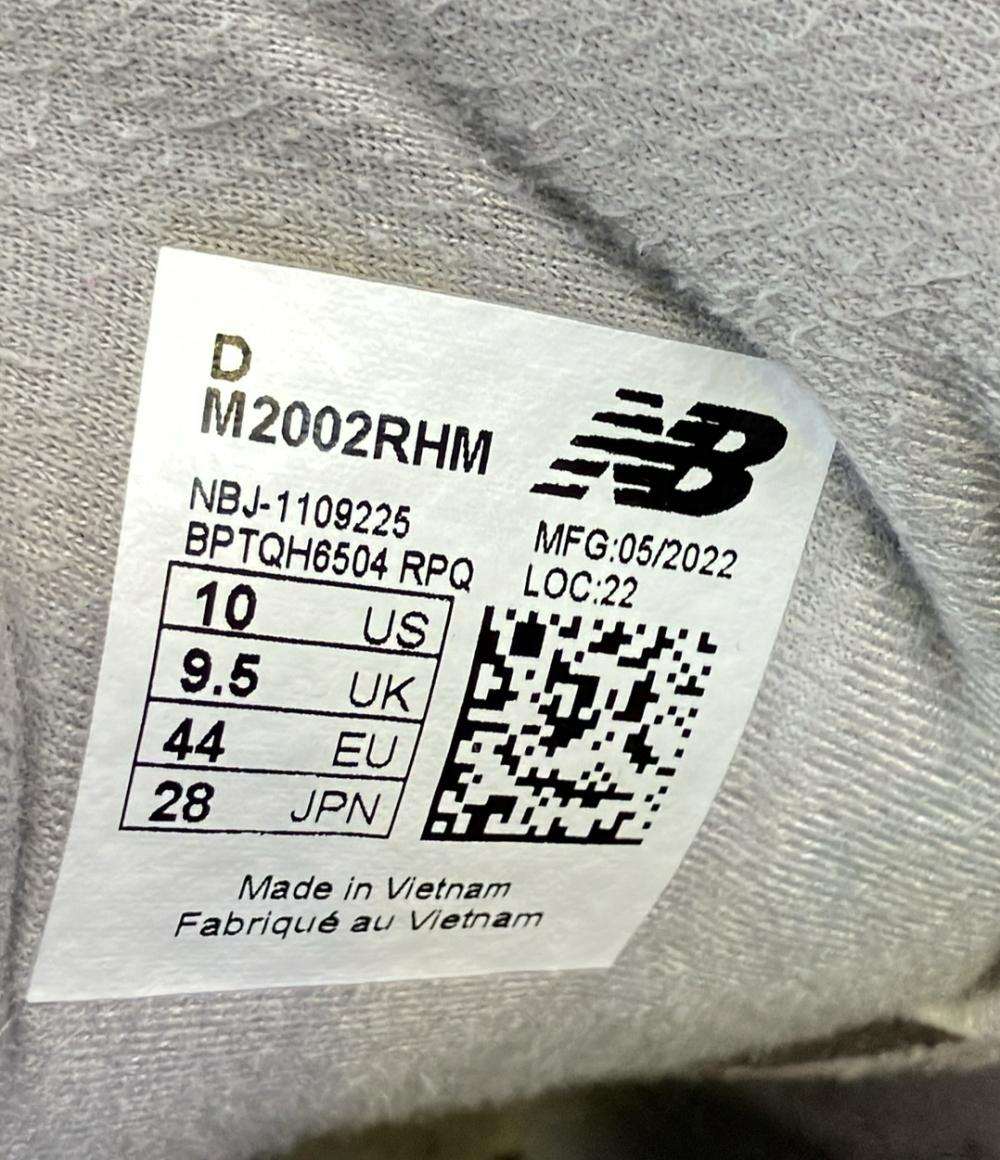 D
M2002RHM
NB
NBJ-1109225
BPTQH6504 RPQ
MFG:05/2022
LOC:22
10 US
9.5 UK
44 EU
28 JPN
Made in Vietnam
Fabriqué au Vietnam